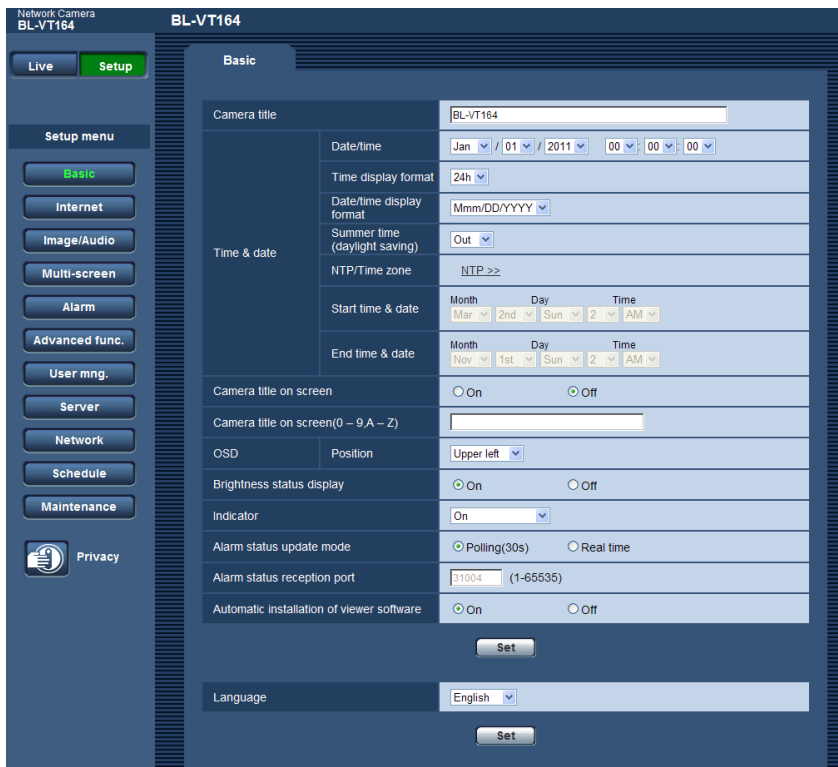 Network Camera
BL-VT164
BL-VT164
Live Setup
Setup menu
Basic
Internet
Image/Audio
Multi-screen
Alarm
Advanced func.
User mng.
Server
Network
Schedule
Maintenance
Privacy
Basic
Camera title BL-VT164
Time & date
Date/time Jan / 01 / 2011 00 : 00 : 00
Time display format 24h
Date/time display
format Mmm/DD/YYYY
Summer time
(daylight saving) Out
NTP/Time zone NTP >>
Start time & date
Month Day Time
Mar 2nd Sun 2 AM
End time & date
Month Day Time
Nov 1st Sun 2 AM
Camera title on screen On Off
Camera title on screen(0 – 9,A – Z)
OSD Position Upper left
Brightness status display On Off
Indicator On
Alarm status update mode Polling(30s) Real time
Alarm status reception port 31004 (1-65535)
Automatic installation of viewer software On Off
Set
Language English
Set